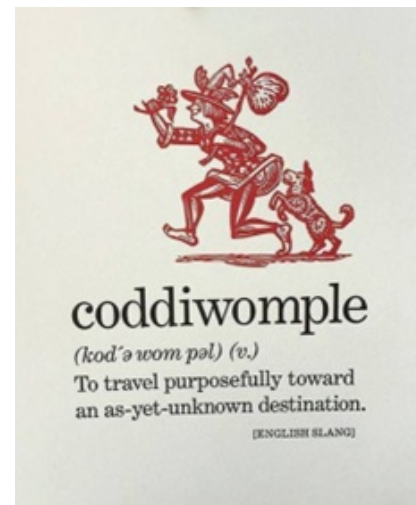 coddiwomple
(kod´ə wom pəl) (v.)
To travel purposefully toward
an as-yet-unknown destination.
[ENGLISH SLANG]